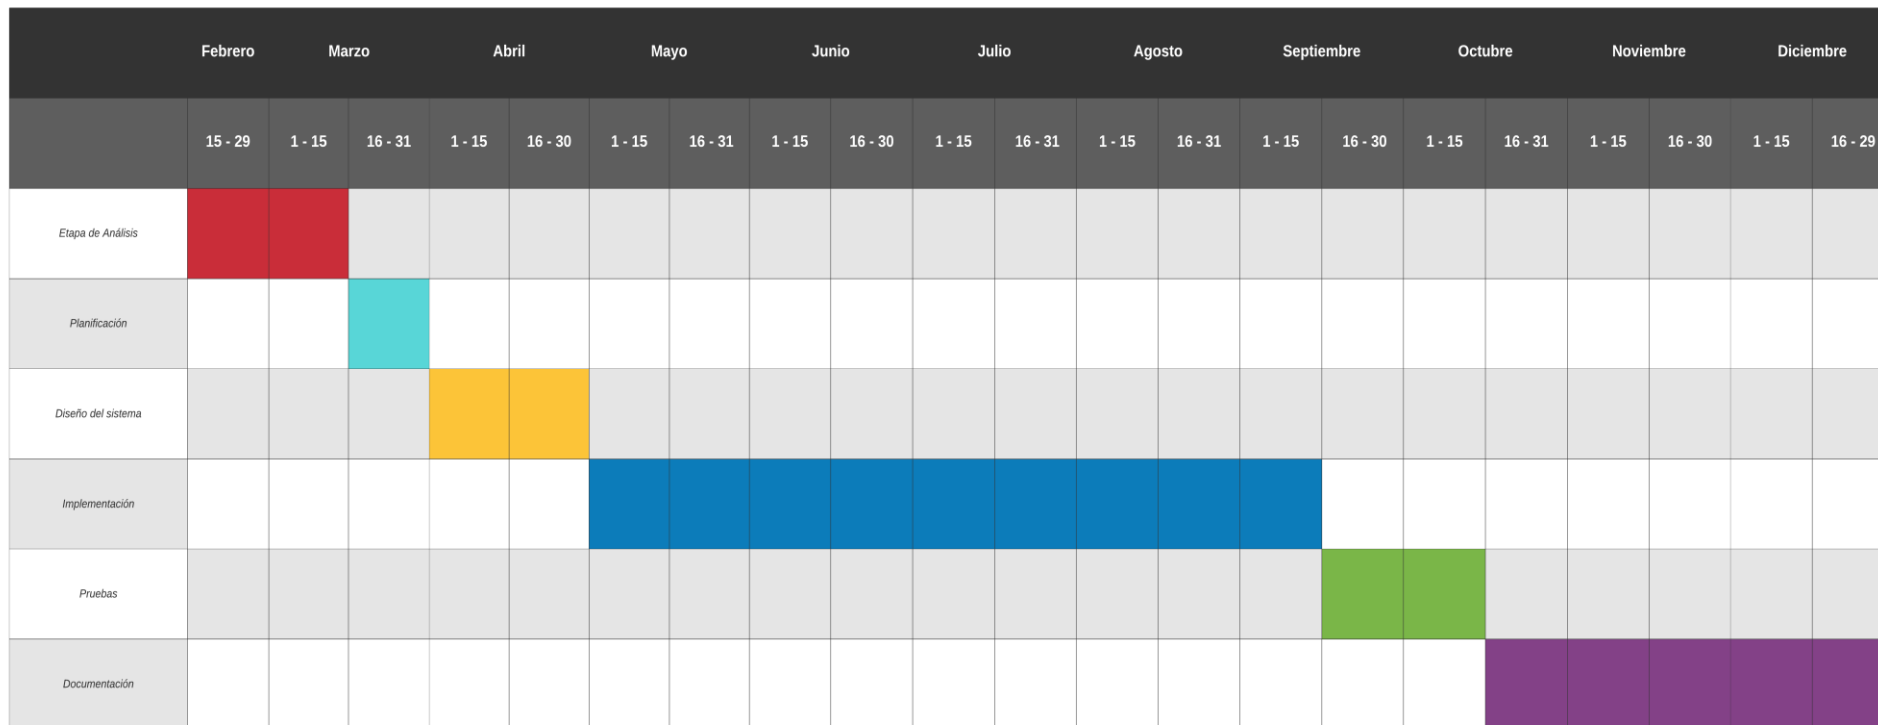 Febrero Marzo Abril Mayo Junio Julio Agosto Septiembre Octubre Noviembre Diciembre
15 - 29 1 - 15 16 - 31 1 - 15 16 - 30 1 - 15 16 - 31 1 - 15 16 - 30 1 - 15 16 - 31 1 - 15 16 - 31 1 - 15 16 - 30 1 - 15 16 - 31 1 - 15 16 - 30 1 - 15 16 - 29
Etapa de Análisis
Planificación
Diseño del sistema
Implementación
Pruebas
Documentación